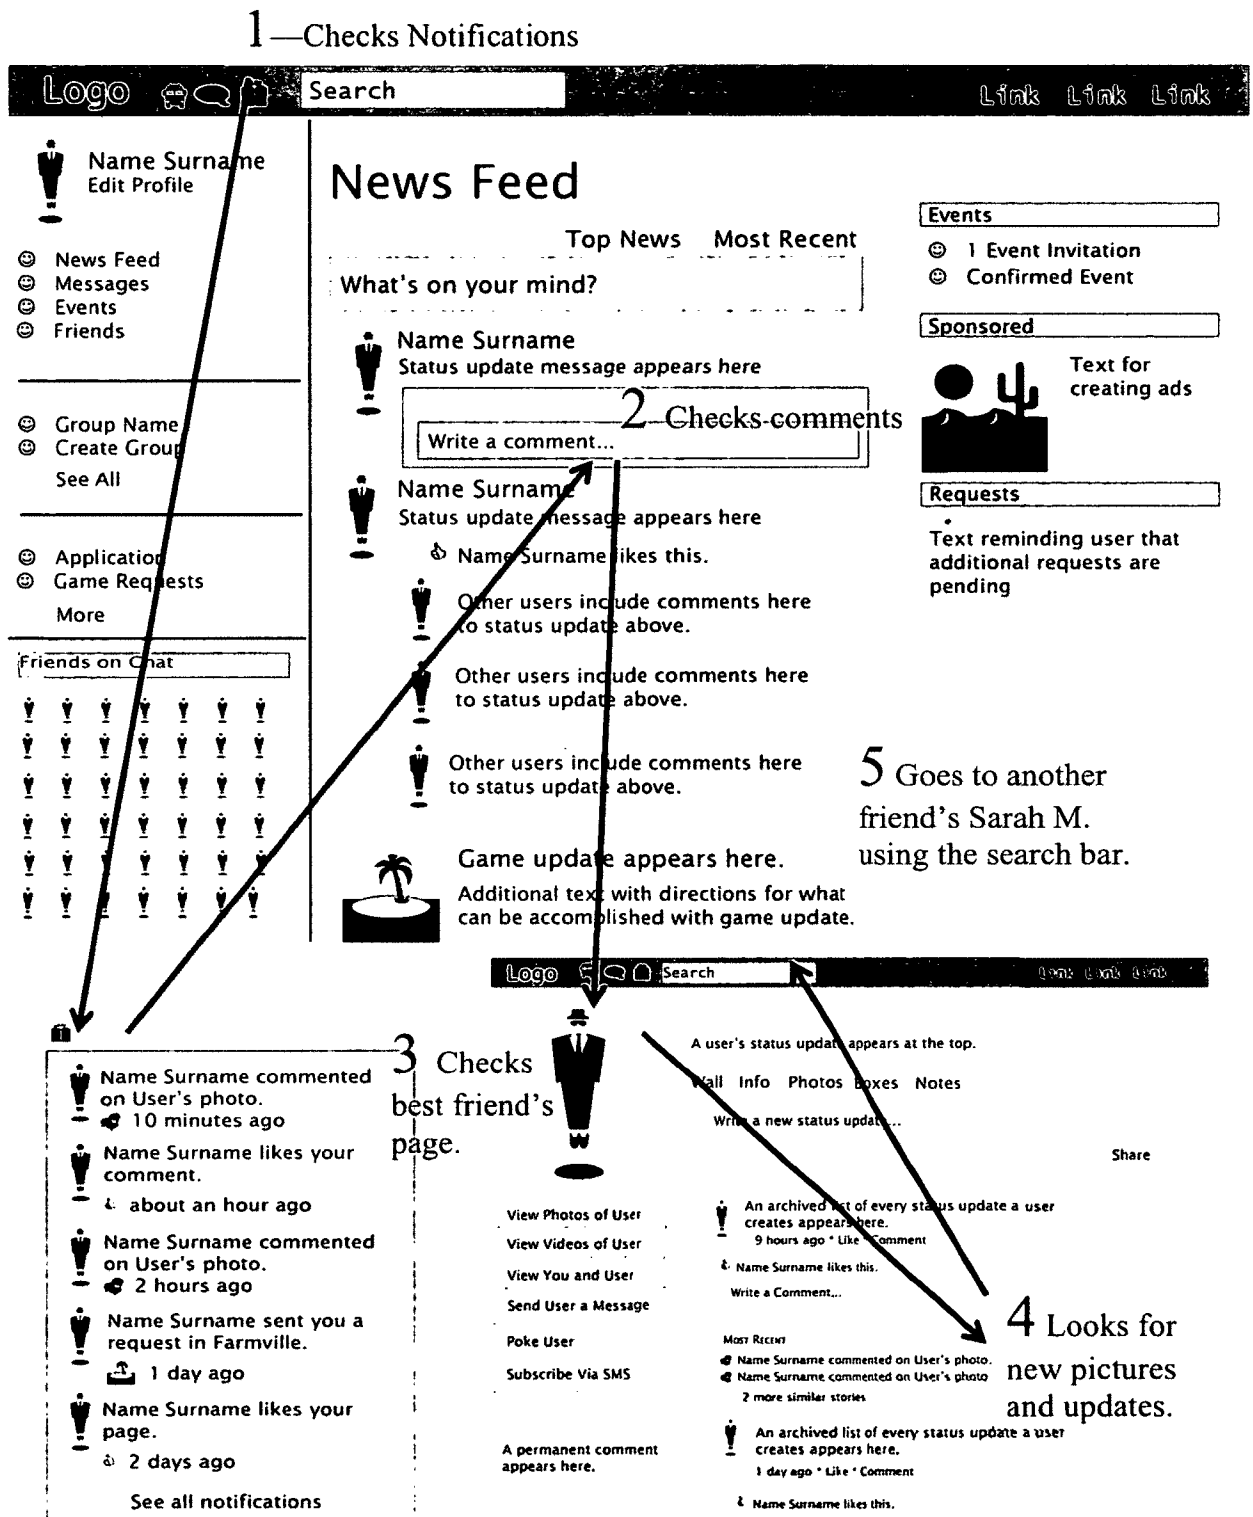 1—Checks Notifications
Logo
Search
Link Link Link
Name Surname
Edit Profile
News Feed
Messages
Events
Friends
Group Name
Create Group
See All
Application
Game Requests
More
Friends on Chat
News Feed
Top News Most Recent
What's on your mind?
Name Surname
Status update message appears here
2 Checks comments
Write a comment...
Name Surname
Status update message appears here
Name Surname likes this.
Other users include comments here
to status update above.
Other users include comments here
to status update above.
Other users include comments here
to status update above.
Game update appears here.
Additional text with directions for what
can be accomplished with game update.
Events
1 Event Invitation
Confirmed Event
Sponsored
Text for
creating ads
Requests
Text reminding user that
additional requests are
pending
5 Goes to another
friend's Sarah M.
using the search bar.
Name Surname commented
on User's photo.
10 minutes ago
Name Surname likes your
comment.
about an hour ago
Name Surname commented
on User's photo.
2 hours ago
Name Surname sent you a
request in Farmville.
1 day ago
Name Surname likes your
page.
2 days ago
See all notifications
3 Checks
best friend's
page.
Logo
Search
Link Link Link
A user's status update appears at the top.
Wall Info Photos Boxes Notes
Write a new status update...
Share
View Photos of User
View Videos of User
View You and User
Send User a Message
Poke User
Subscribe Via SMS
A permanent comment
appears here.
An archived list of every status update a user
creates appears here.
9 hours ago * Like * Comment
Name Surname likes this.
Write a Comment...
Most Recent
Name Surname commented on User's photo.
Name Surname commented on User's photo
2 more similar stories
An archived list of every status update a user
creates appears here.
1 day ago * Like * Comment
Name Surname likes this.
4 Looks for
new pictures
and updates.